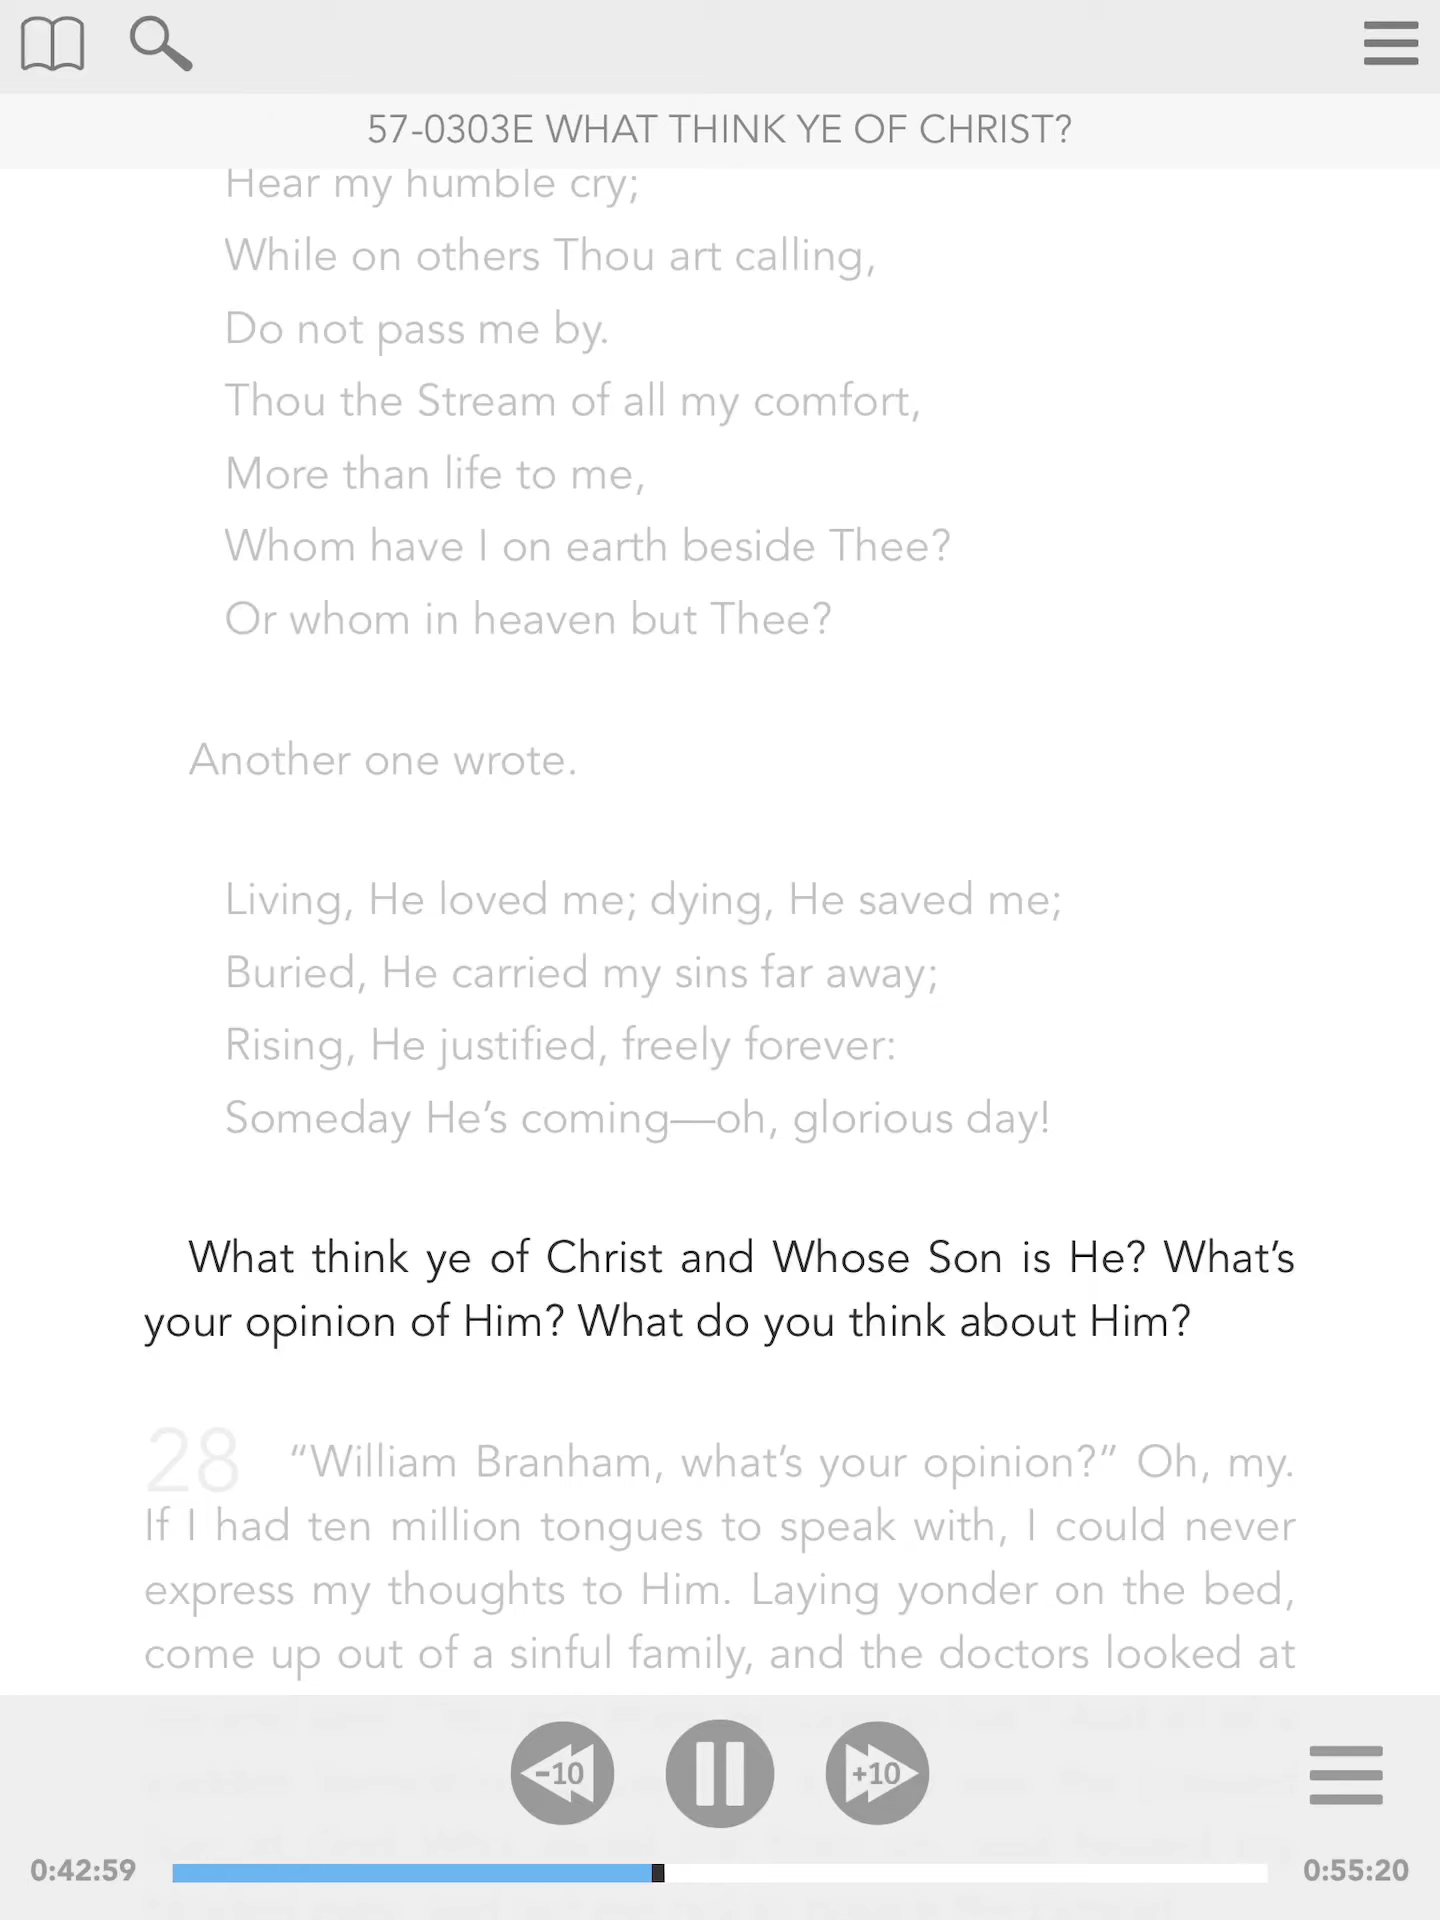 57-0303E WHAT THINK YE OF CHRIST?
Hear my humble cry;
While on others Thou art calling,
Do not pass me by.
Thou the Stream of all my comfort,
More than life to me,
Whom have I on earth beside Thee?
Or whom in heaven but Thee?
Another one wrote.
Living, He loved me; dying, He saved me;
Buried, He carried my sins far away;
Rising, He justified, freely forever:
Someday He’s coming—oh, glorious day!
What think ye of Christ and Whose Son is He? What’s
your opinion of Him? What do you think about Him?
28 “William Branham, what’s your opinion?” Oh, my.
If I had ten million tongues to speak with, I could never
express my thoughts to Him. Laying yonder on the bed,
come up out of a sinful family, and the doctors looked at
-10 +10
0:42:59 0:55:20